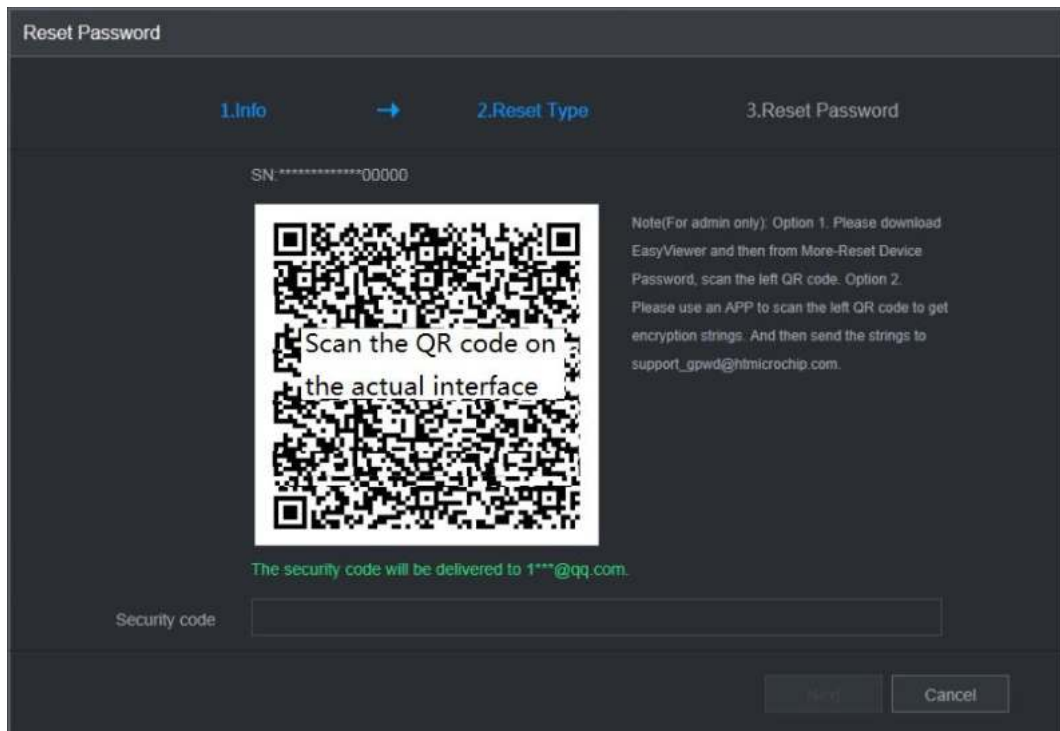 Reset Password
1.Info → 2.Reset Type 3.Reset Password
SN:*************00000
Scan the QR code on
the actual interface
Note(For admin only): Option 1. Please download
EasyViewer and then from More-Reset Device
Password, scan the left QR code. Option 2.
Please use an APP to scan the left QR code to get
encryption strings. And then send the strings to
support_gpwd@htmicrochip.com.
The security code will be delivered to 1***@qq.com.
Security code
Next Cancel